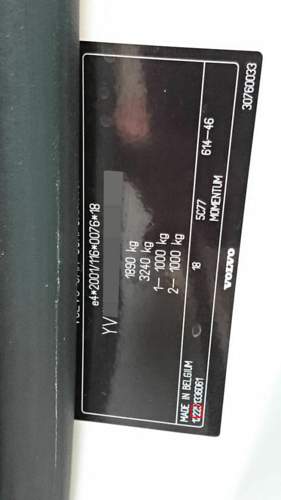 e4*2001/116*0076*18
YV
1890 kg
3240 kg
1— 1000 kg
2— 1000 kg
18 5C77 614-46
MOMENTUM
VOLVO
MADE IN BELGIUM
30760033